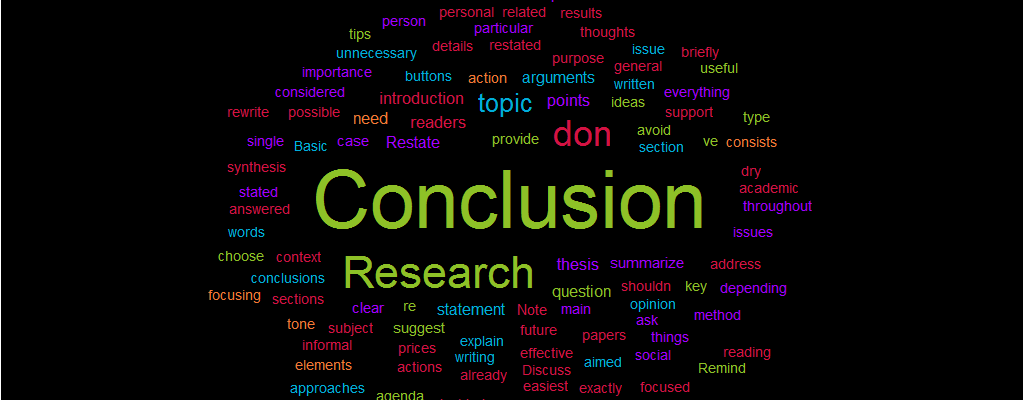 person personal related results
tips particular thoughts
unnecessary details restated issue briefly
importance buttons action arguments purpose general useful
considered introduction topic points written ideas everything
rewrite possible need readers support type
single Basic case Restate provide don avoid section ve consists
synthesis dry
stated academic
answered Conclusion throughout
words issues
choose context Research thesis summarize address
conclusions question shouldn key depending
focusing sections clear re statement Note main opinion method
tone subject suggest future ask
informal prices explain writing papers things
elements actions already effective Discuss aimed social reading Remind
approaches agenda easiest exactly focused